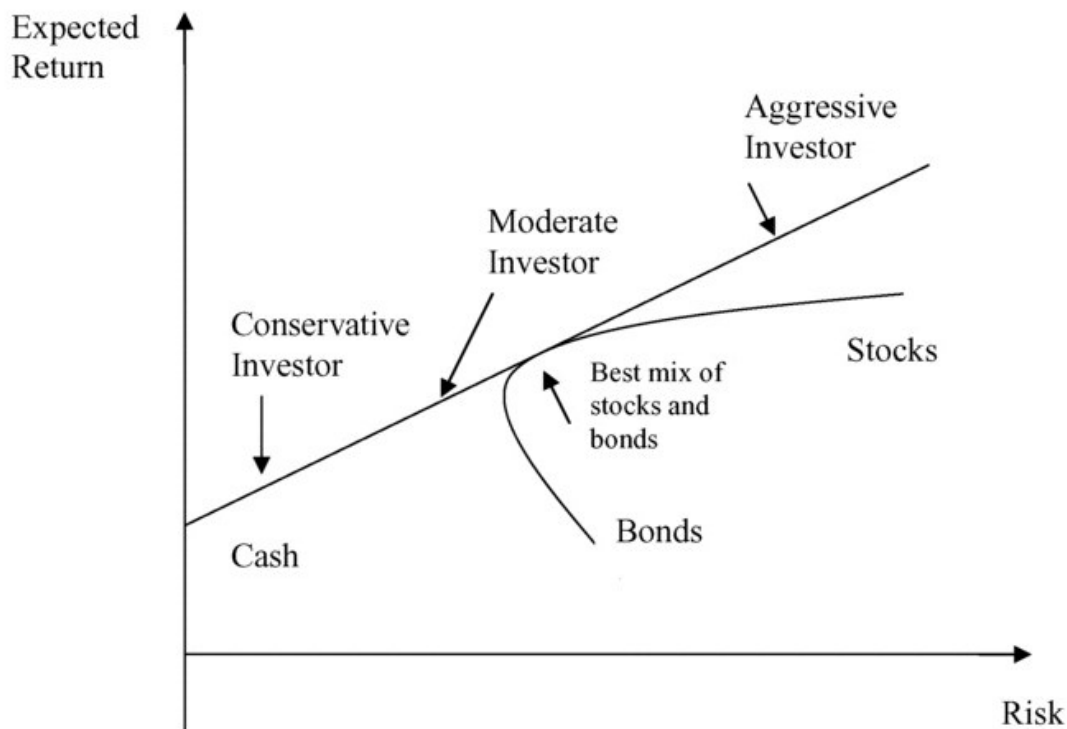 Expected
Return
Aggressive
Investor
Moderate
Investor
Conservative
Investor
Stocks
Best mix of
stocks and
bonds
Bonds
Cash
Risk